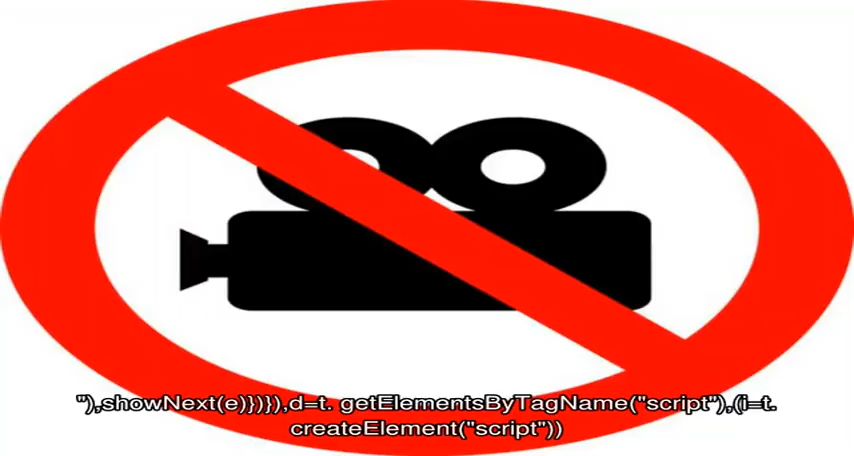 "),showNext(e)})}),d=t. getElementsByTagName("script"),(i=t.
createElement("script"))